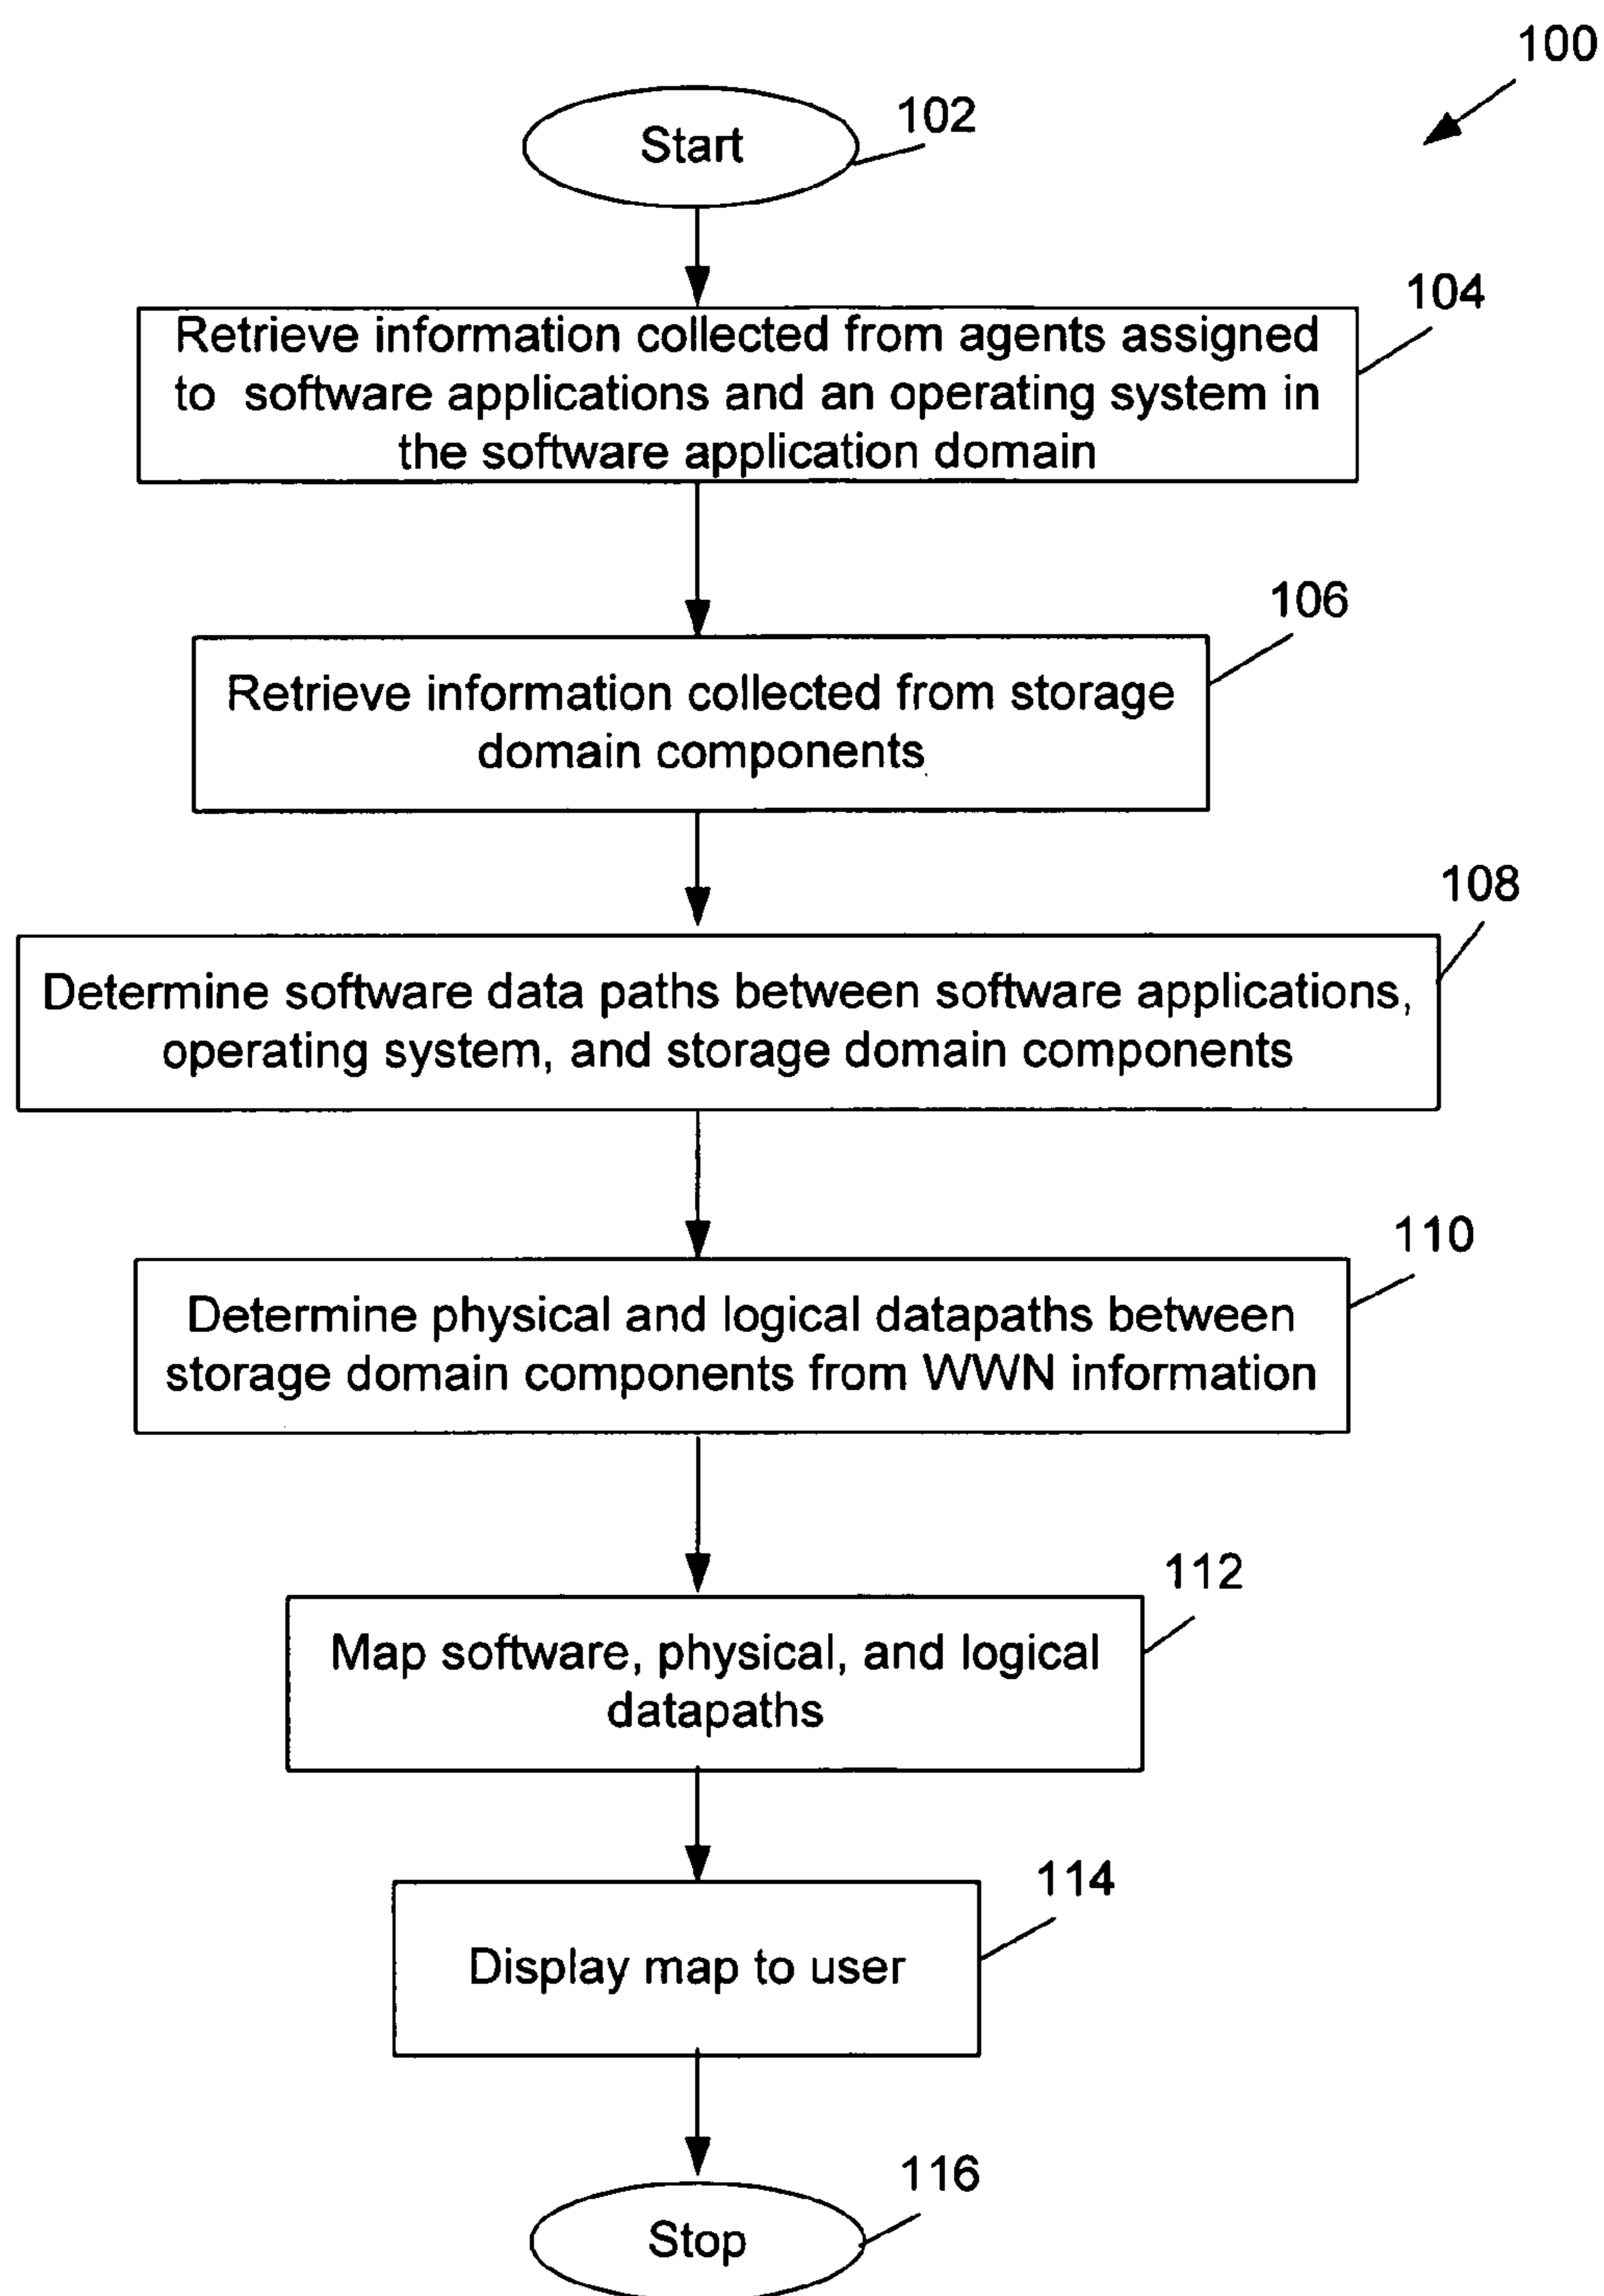 100
Start
102
104
Retrieve information collected from agents assigned
to software applications and an operating system in
the software application domain
106
Retrieve information collected from storage
domain components
108
Determine software data paths between software applications,
operating system, and storage domain components
110
Determine physical and logical datapaths between
storage domain components from WWN information
112
Map software, physical, and logical
datapaths
114
Display map to user
116
Stop